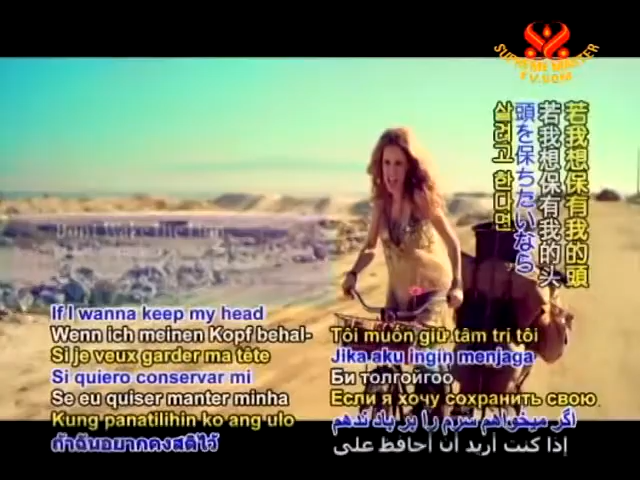 SUPREME MASTER
TV.COM
若我想保有我的頭
若我想保有我的头
頭を保ちたいなら
살리고 한다면
If I wanna keep my head
Wenn ich meinen Kopf behal-
Si je veux garder ma tête
Si quiero conservar mi
Se eu quiser manter minha
Kung panatilihin ko ang ulo
ถ้าฉันอยากคงสติไว้
Tôi muốn giữ tâm trí tôi
Jika aku ingin menjaga
Би толгойгоо
Если я хочу сохранить свою
اگر میخواهم سرم را بر باد ندهم
إذا كنت أريد أن أحافظ على